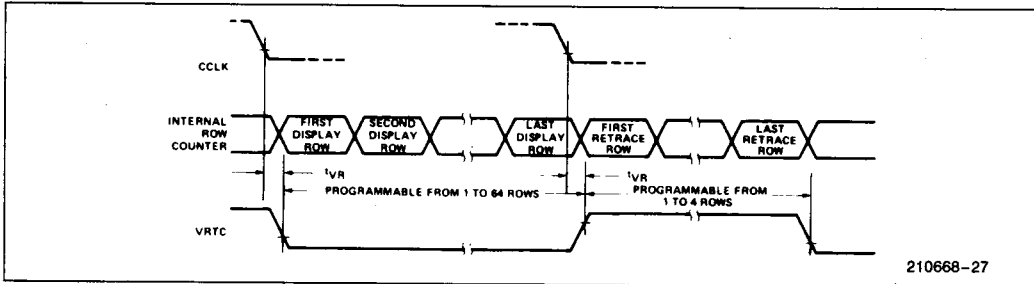 CCLK
INTERNAL
ROW
COUNTER
FIRST
DISPLAY
ROW
SECOND
DISPLAY
ROW
LAST
DISPLAY
ROW
FIRST
RETRACE
ROW
LAST
RETRACE
ROW
tVR
PROGRAMMABLE FROM 1 TO 64 ROWS
tVR
PROGRAMMABLE FROM
1 TO 4 ROWS
VRTC
210668-27